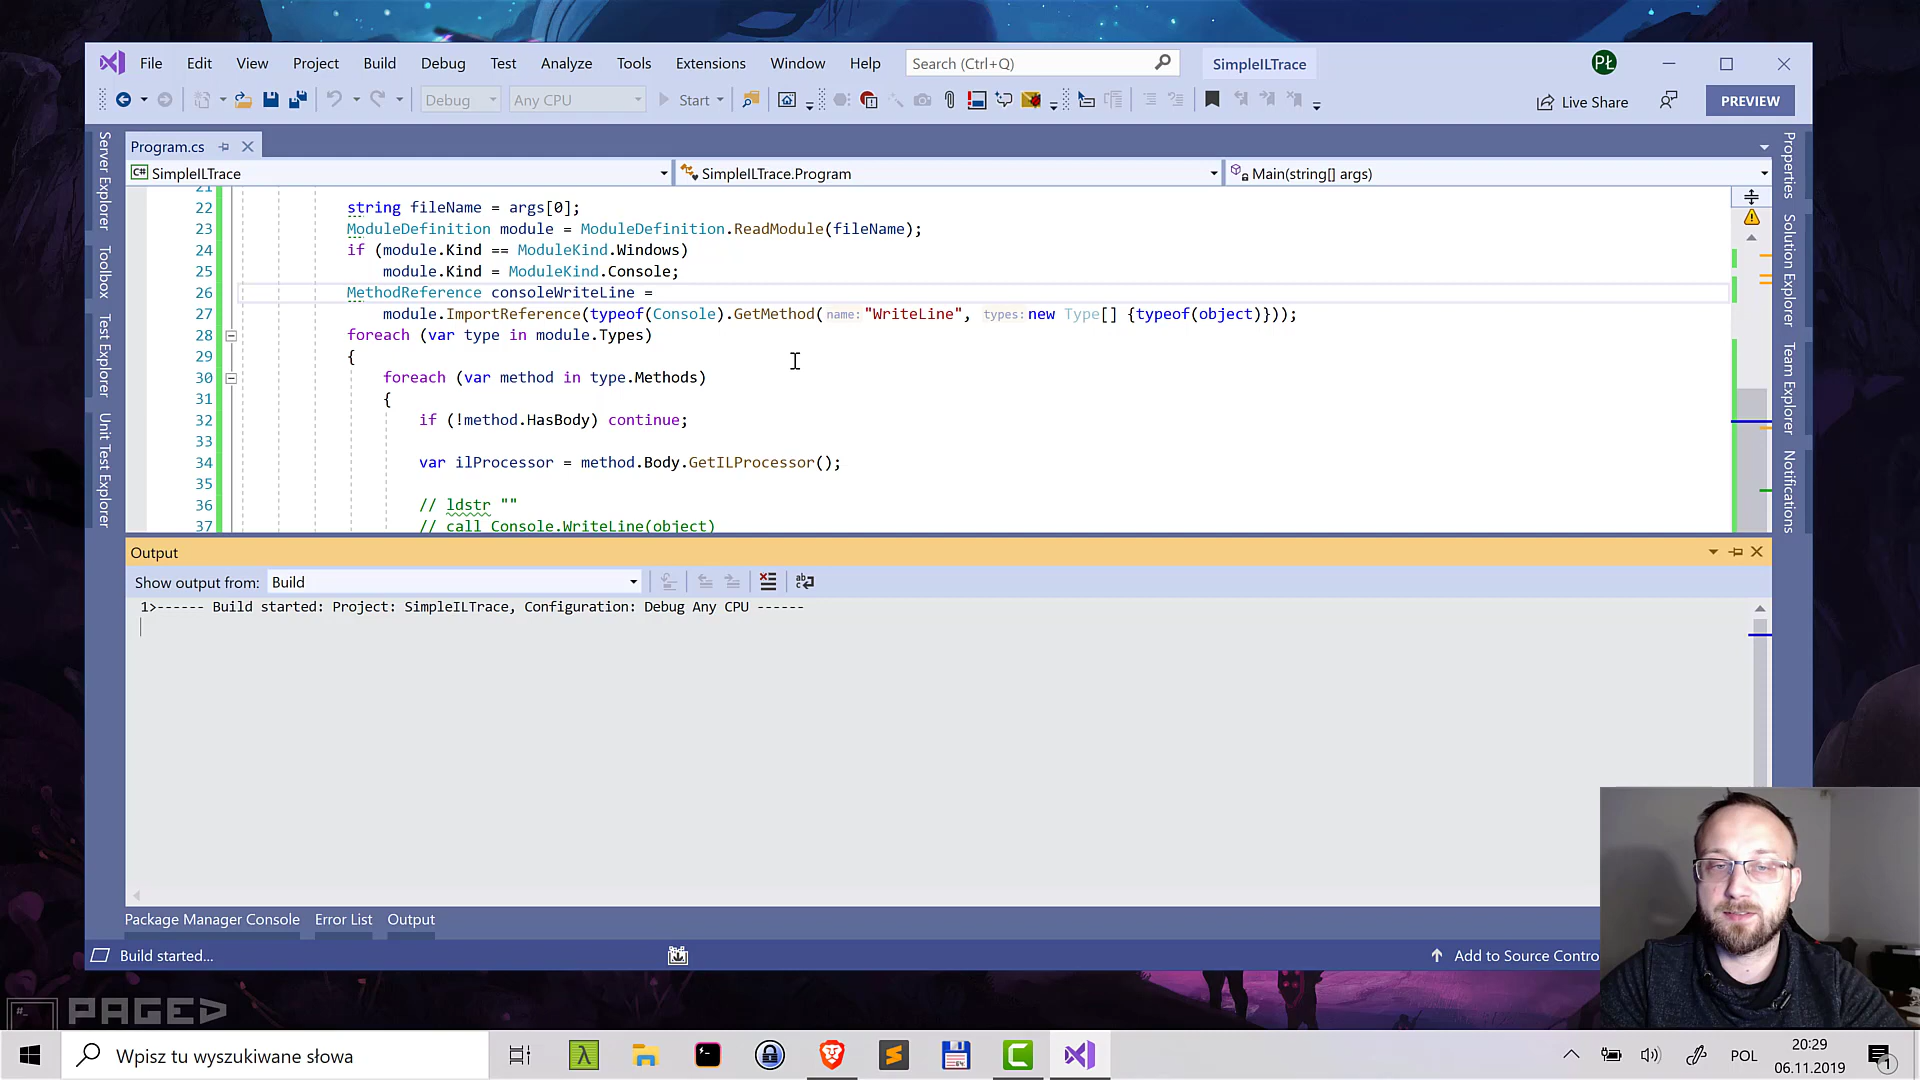 File Edit View Project Build Debug Test Analyze Tools Extensions Window Help Search (Ctrl+Q) SimpleILTrace PŁ
Debug Any CPU Start Live Share PREVIEW
Program.cs
C# SimpleILTrace SimpleILTrace.Program Main(string[] args)
21
22 string fileName = args[0];
23 ModuleDefinition module = ModuleDefinition.ReadModule(fileName);
24 if (module.Kind == ModuleKind.Windows)
25 module.Kind = ModuleKind.Console;
26 MethodReference consoleWriteLine =
27 module.ImportReference(typeof(Console).GetMethod(name:"WriteLine", types:new Type[] {typeof(object)}));
28 foreach (var type in module.Types)
29 {
30 foreach (var method in type.Methods)
31 {
32 if (!method.HasBody) continue;
33
34 var ilProcessor = method.Body.GetILProcessor();
35
36 // ldstr ""
37 // call Console.WriteLine(object)
Server Explorer
Toolbox
Test Explorer
Unit Test Explorer
Properties
Solution Explorer
Team Explorer
Notifications
Output
Show output from: Build
1>------ Build started: Project: SimpleILTrace, Configuration: Debug Any CPU ------
Package Manager Console Error List Output
Build started... Add to Source Contro
PAGED
Wpisz tu wyszukiwane słowa POL 20:29
06.11.2019
1